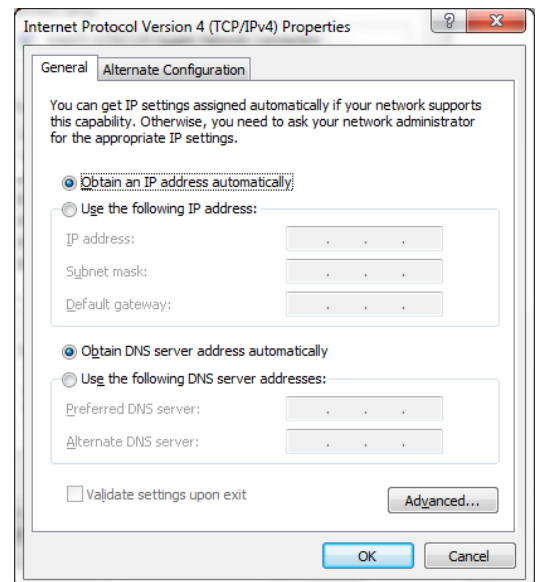 Internet Protocol Version 4 (TCP/IPv4) Properties
General
Alternate Configuration
You can get IP settings assigned automatically if your network supports
this capability. Otherwise, you need to ask your network administrator
for the appropriate IP settings.
Obtain an IP address automatically
Use the following IP address:
IP address:
Subnet mask:
Default gateway:
Obtain DNS server address automatically
Use the following DNS server addresses:
Preferred DNS server:
Alternate DNS server:
Validate settings upon exit
Advanced...
OK
Cancel